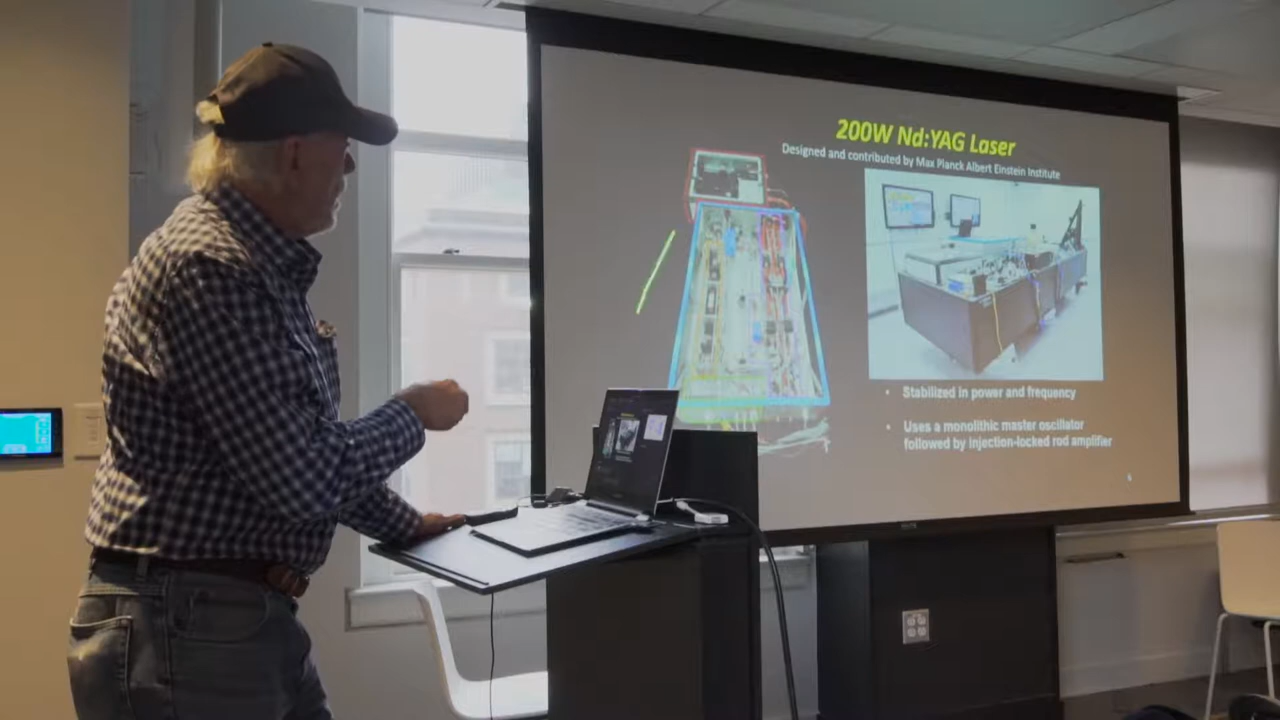 200W Nd:YAG Laser
Designed and contributed by Max Planck Albert Einstein Institute
• Stabilized in power and frequency
• Uses a monolithic master oscillator
followed by injection-locked rod amplifier